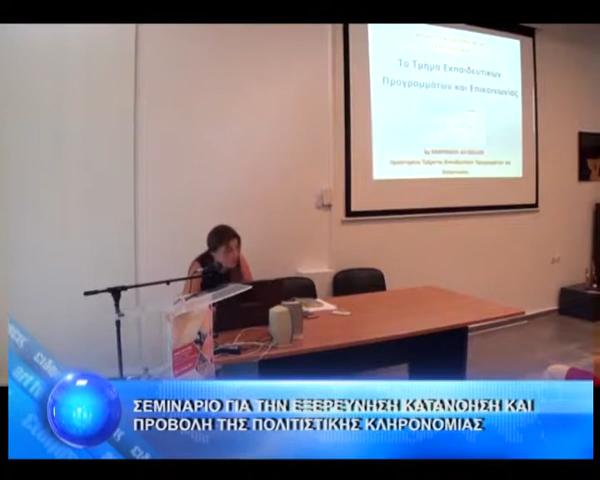 Το Τμήμα Εκπαιδευτικών
Προγραμμάτων και Επικοινωνίας
ΣΕΜΙΝΑΡΙΟ ΓΙΑ ΤΗΝ ΕΞΕΡΕΥΝΗΣΗ ΚΑΤΑΝΟΗΣΗ ΚΑΙ
ΠΡΟΒΟΛΗ ΤΗΣ ΠΟΛΙΤΙΣΤΙΚΗΣ ΚΛΗΡΟΝΟΜΙΑΣ